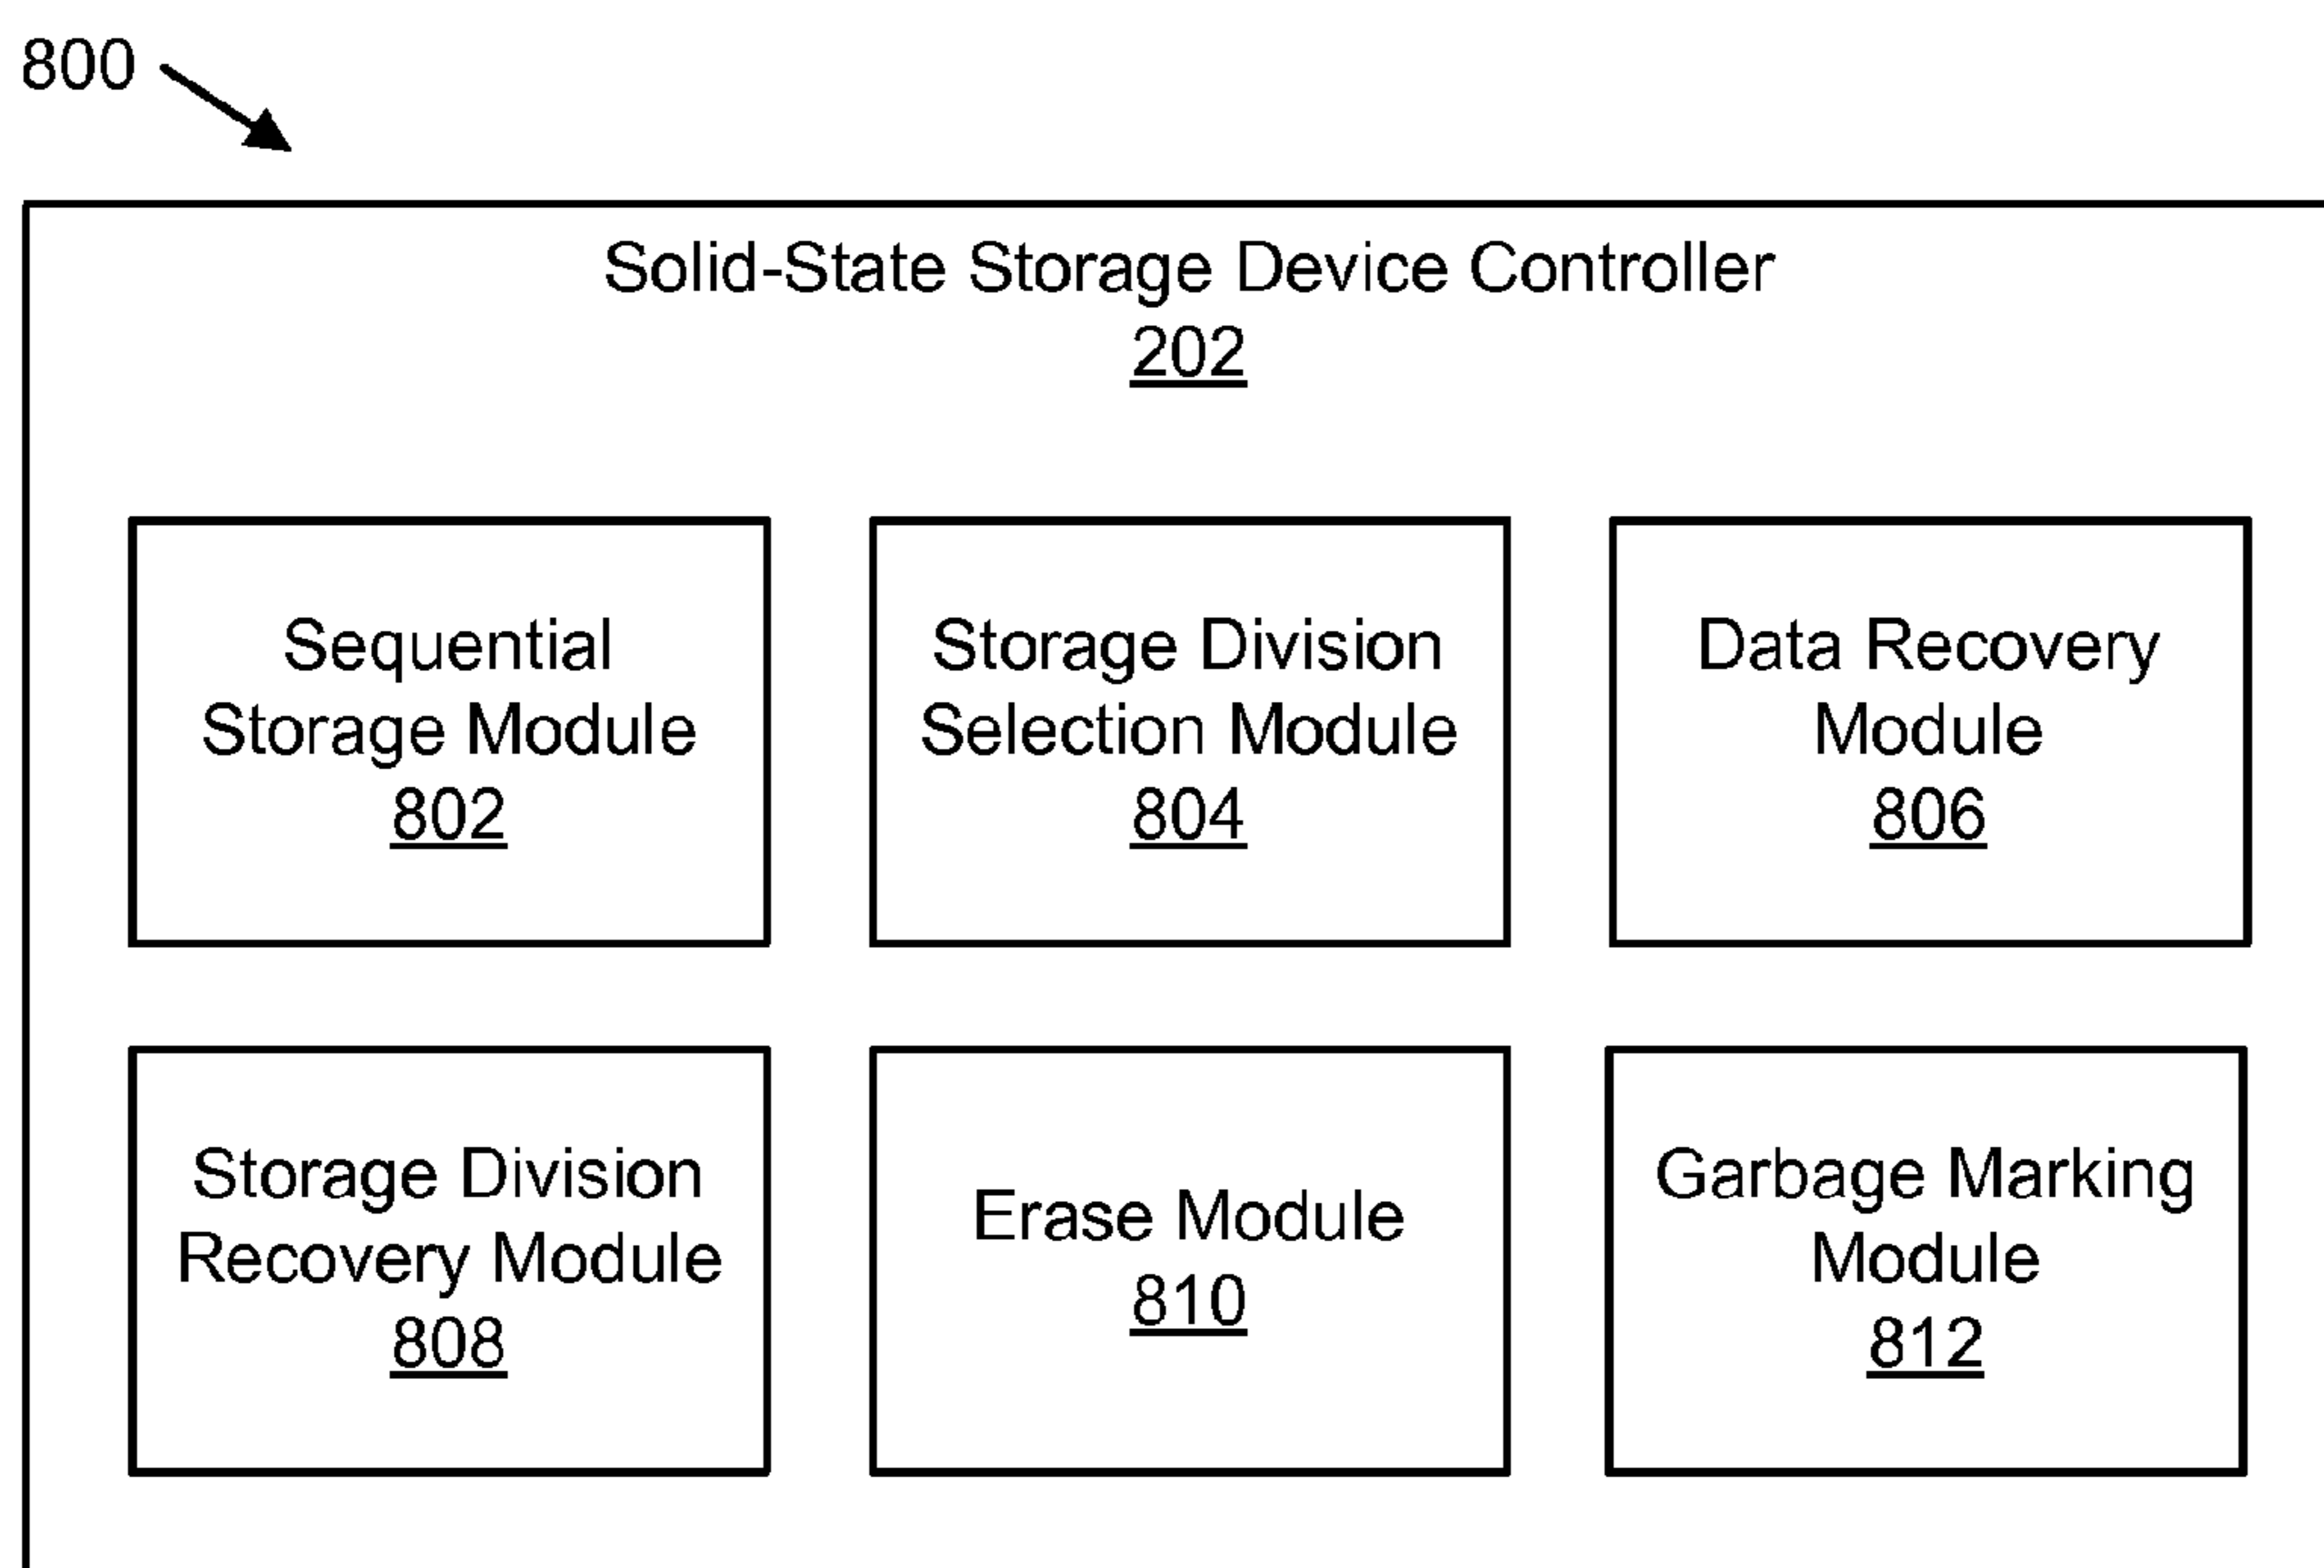 800
Solid-State Storage Device Controller
202
Sequential
Storage Module
802
Storage Division
Selection Module
804
Data Recovery
Module
806
Storage Division
Recovery Module
808
Erase Module
810
Garbage Marking
Module
812